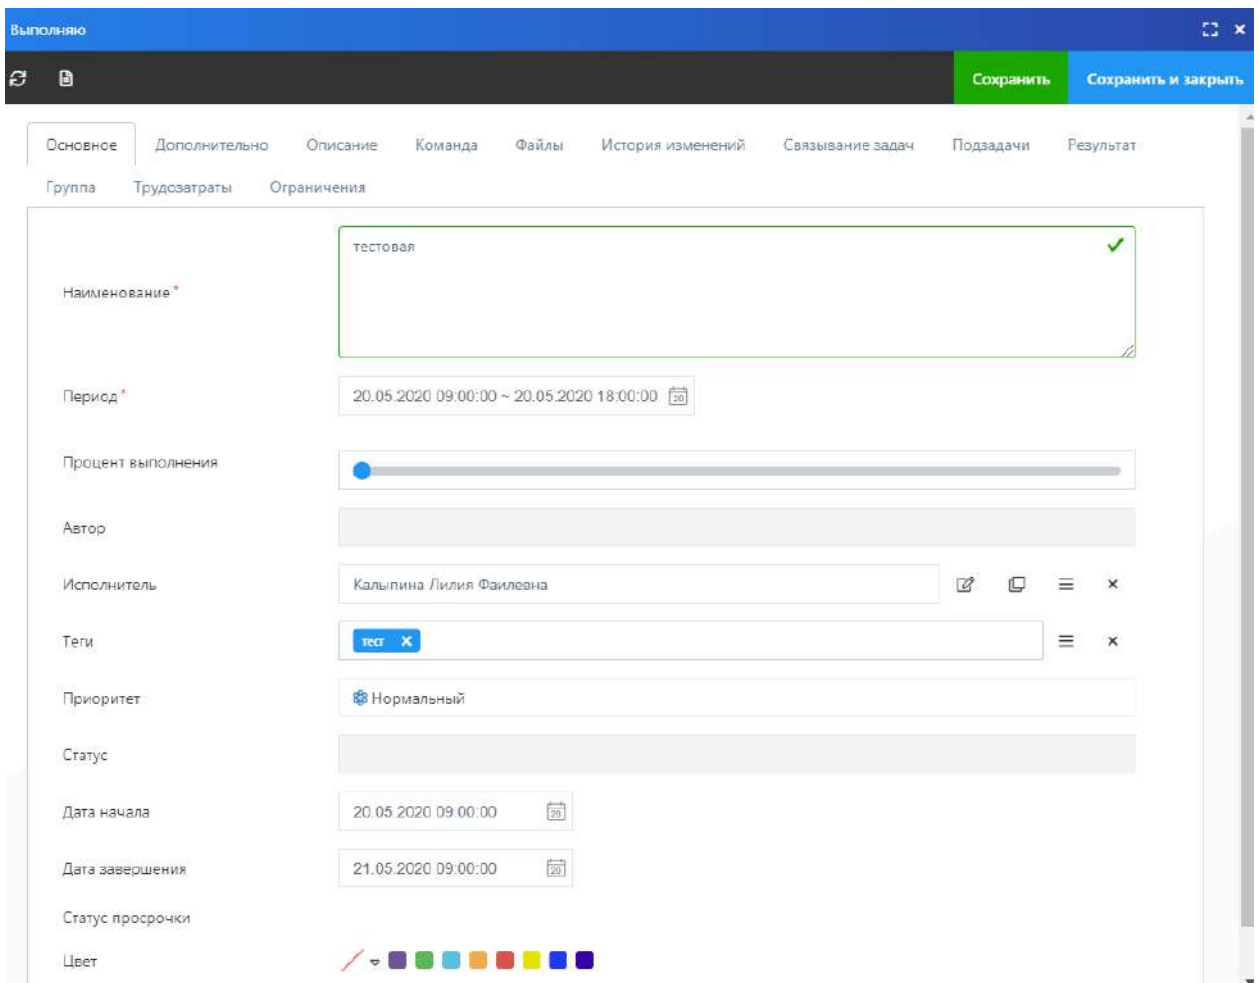 Выполняю
Сохранить Сохранить и закрыть
Основное Дополнительно Описание Команда Файлы История изменений Связывание задач Подзадачи Результат
Группа Трудозатраты Ограничения
тестовая
Наименование *
Период * 20.05.2020 09:00:00 ~ 20.05.2020 18:00:00 20
Процент выполнения
Автор
Исполнитель Калыпина Лилия Фаилевна
Теги тест
Приоритет Нормальный
Статус
Дата начала 20.05.2020 09:00:00 20
Дата завершения 21.05.2020 09:00:00 20
Статус просрочки
Цвет